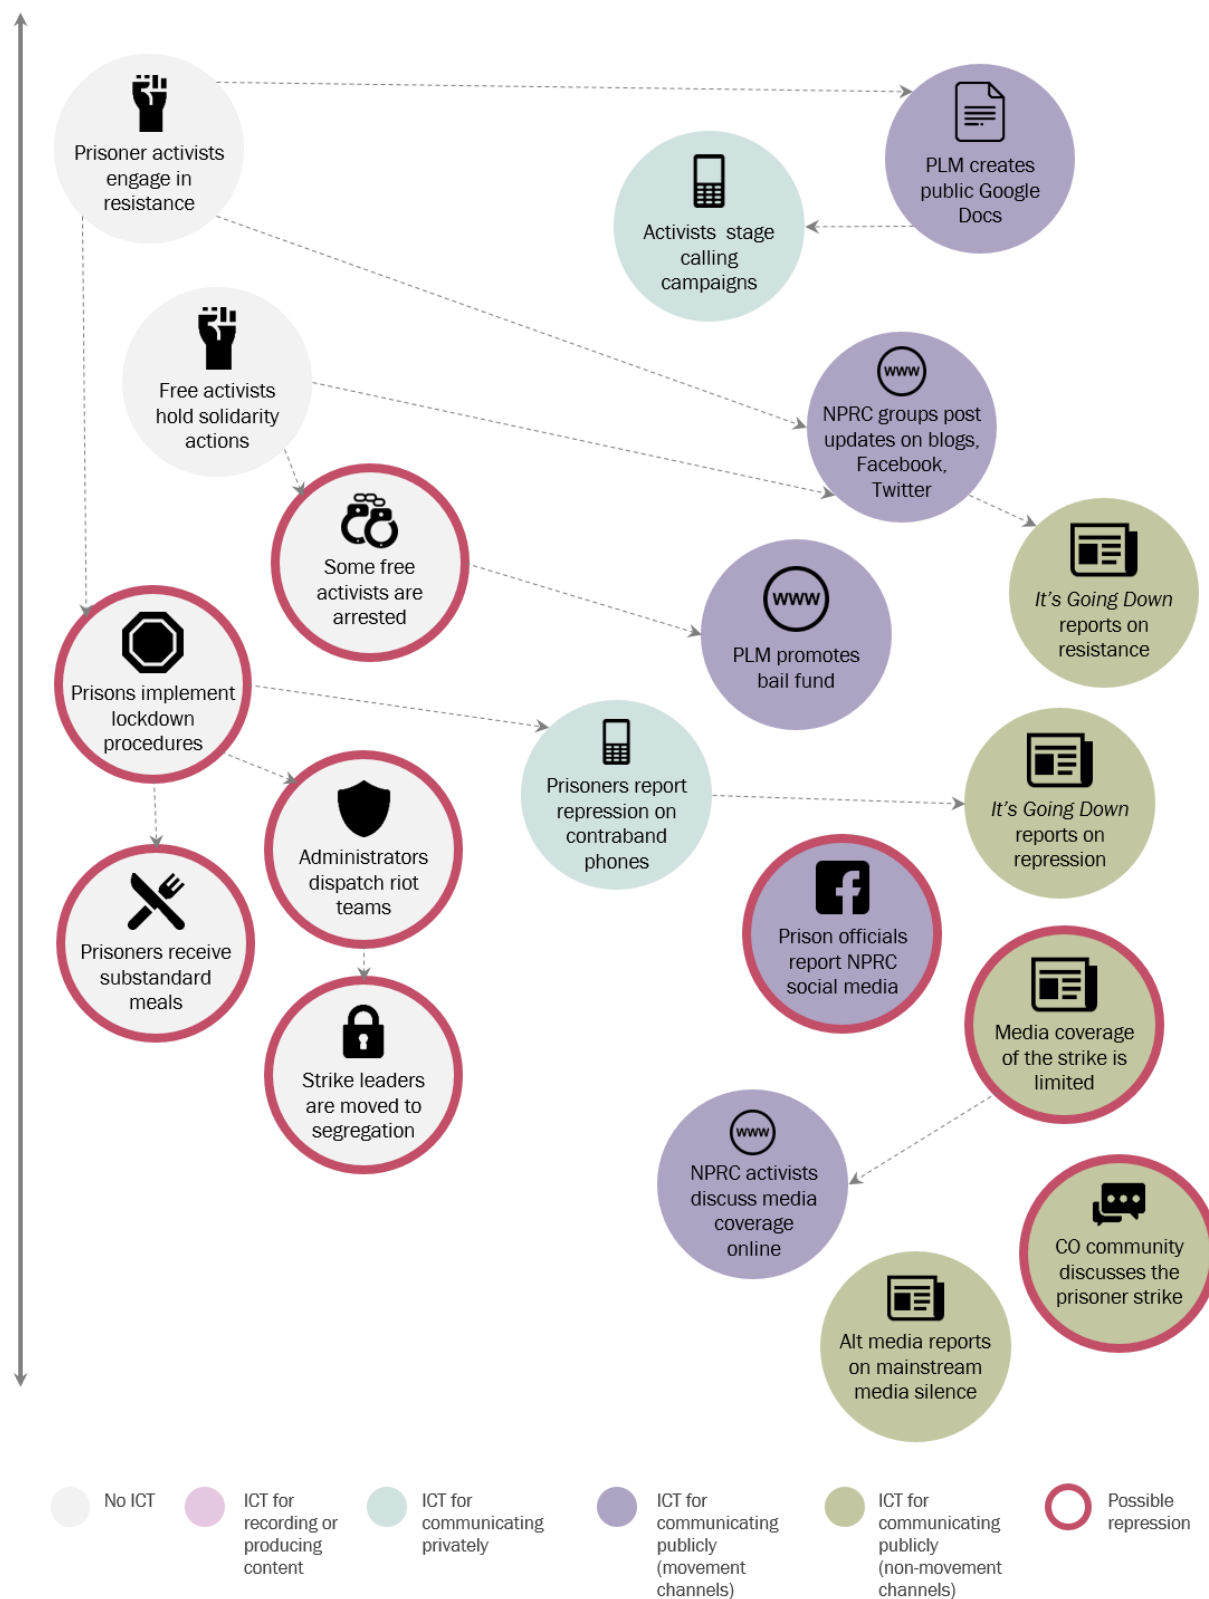 Prisoner activists
engage in
resistance
PLM creates
public Google
Docs
Activists stage
calling
campaigns
Free activists
hold solidarity
actions
WWW
NPRC groups post
updates on blogs,
Facebook,
Twitter
Some free
activists are
arrested
It's Going Down
reports on
resistance
WWW
PLM promotes
bail fund
Prisons implement
lockdown
procedures
Prisoners report
repression on
contraband
phones
It's Going Down
reports on
repression
Administrators
dispatch riot
teams
Prisoners receive
substandard
meals
Prison officials
report NPRC
social media
Media coverage
of the strike is
limited
Strike leaders
are moved to
segregation
WWW
NPRC activists
discuss media
coverage
online
CO community
discusses the
prisoner strike
Alt media reports
on mainstream
media silence
No ICT
ICT for
recording or
producing
content
ICT for
communicating
privately
ICT for
communicating
publicly
(movement
channels)
ICT for
communicating
publicly
(non-movement
channels)
Possible
repression